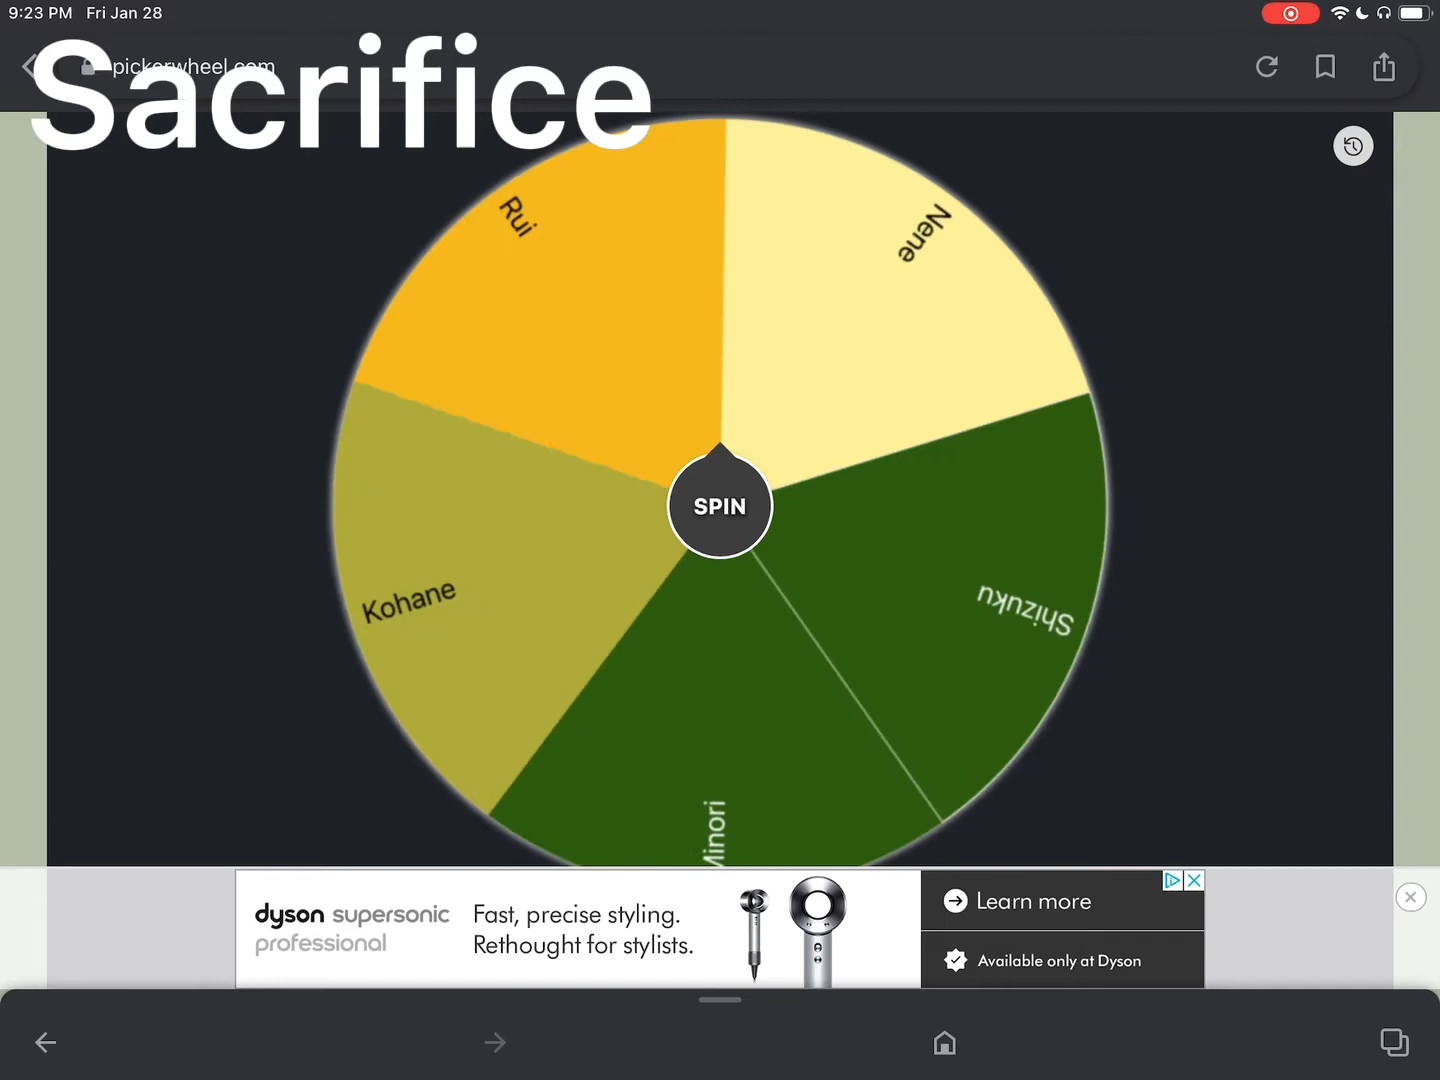 9:23 PM Fri Jan 28
pickerwheel.com
Sacrifice
Rui
Nene
Kohane
SPIN
Shizuku
Minori
dyson supersonic
professional
Fast, precise styling.
Rethought for stylists.
Learn more
Available only at Dyson